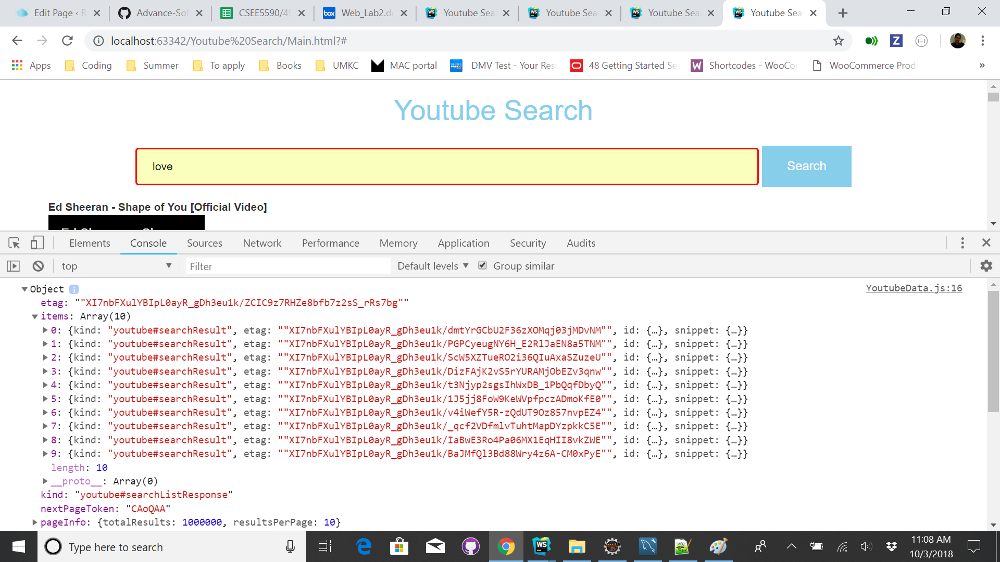 Edit Page ‹ R
Advance-Sof
CSEE5590/49
Web_Lab2.do
Youtube Sea
Youtube Sea
Youtube Sea
Youtube Sea
localhost:63342/Youtube%20Search/Main.html?#
Apps
Coding
Summer
To apply
Books
UMKC
MAC portal
DMV Test - Your Res
48 Getting Started Se
Shortcodes - WooCo
WooCommerce Prod
»
Youtube Search
love
Search
Ed Sheeran - Shape of You [Official Video]
Elements Console Sources Network Performance Memory Application Security Audits
top
Filter
Default levels
Group similar
Object
YoutubeData.js:16
etag: ""XI7nbFXulYBIpL0ayR_gDh3eu1k/ZCIC9z7RHZe8bfb7z2sS_rRs7bg""
items: Array(10)
0: {kind: "youtube#searchResult", etag: ""XI7nbFXulYBIpL0ayR_gDh3eu1k/dmtYrGCbU2F36zXOMqj03jMDvNM"", id: {…}, snippet: {…}}
1: {kind: "youtube#searchResult", etag: ""XI7nbFXulYBIpL0ayR_gDh3eu1k/PGPCyeugNY6H_E2RlJaEN8a5TNM"", id: {…}, snippet: {…}}
2: {kind: "youtube#searchResult", etag: ""XI7nbFXulYBIpL0ayR_gDh3eu1k/ScW5XZTueRO2i36QIuAxaSZuzeU"", id: {…}, snippet: {…}}
3: {kind: "youtube#searchResult", etag: ""XI7nbFXulYBIpL0ayR_gDh3eu1k/DizFAjK2vS5rYURAMjObEZv3qnw"", id: {…}, snippet: {…}}
4: {kind: "youtube#searchResult", etag: ""XI7nbFXulYBIpL0ayR_gDh3eu1k/t3Njyp2sgsIhWxDB_1PbQqfDbyQ"", id: {…}, snippet: {…}}
5: {kind: "youtube#searchResult", etag: ""XI7nbFXulYBIpL0ayR_gDh3eu1k/1J5jj8FoW9KeWVpfpczADmoKfE0"", id: {…}, snippet: {…}}
6: {kind: "youtube#searchResult", etag: ""XI7nbFXulYBIpL0ayR_gDh3eu1k/v4iWefY5R-zQdUT9Oz857nvpEZ4"", id: {…}, snippet: {…}}
7: {kind: "youtube#searchResult", etag: ""XI7nbFXulYBIpL0ayR_gDh3eu1k/_qcf2VDfmlvTuhtMapDYzpkkC5E"", id: {…}, snippet: {…}}
8: {kind: "youtube#searchResult", etag: ""XI7nbFXulYBIpL0ayR_gDh3eu1k/IaBwE3Ro4Pa06MX1EqHII8vkZWE"", id: {…}, snippet: {…}}
9: {kind: "youtube#searchResult", etag: ""XI7nbFXulYBIpL0ayR_gDh3eu1k/BaJMfQl3Bd88Wry4z6A-CM0xPyE"", id: {…}, snippet: {…}}
length: 10
__proto__: Array(0)
kind: "youtube#searchListResponse"
nextPageToken: "CAoQAA"
pageInfo: {totalResults: 1000000, resultsPerPage: 10}
Type here to search
11:08 AM
10/3/2018